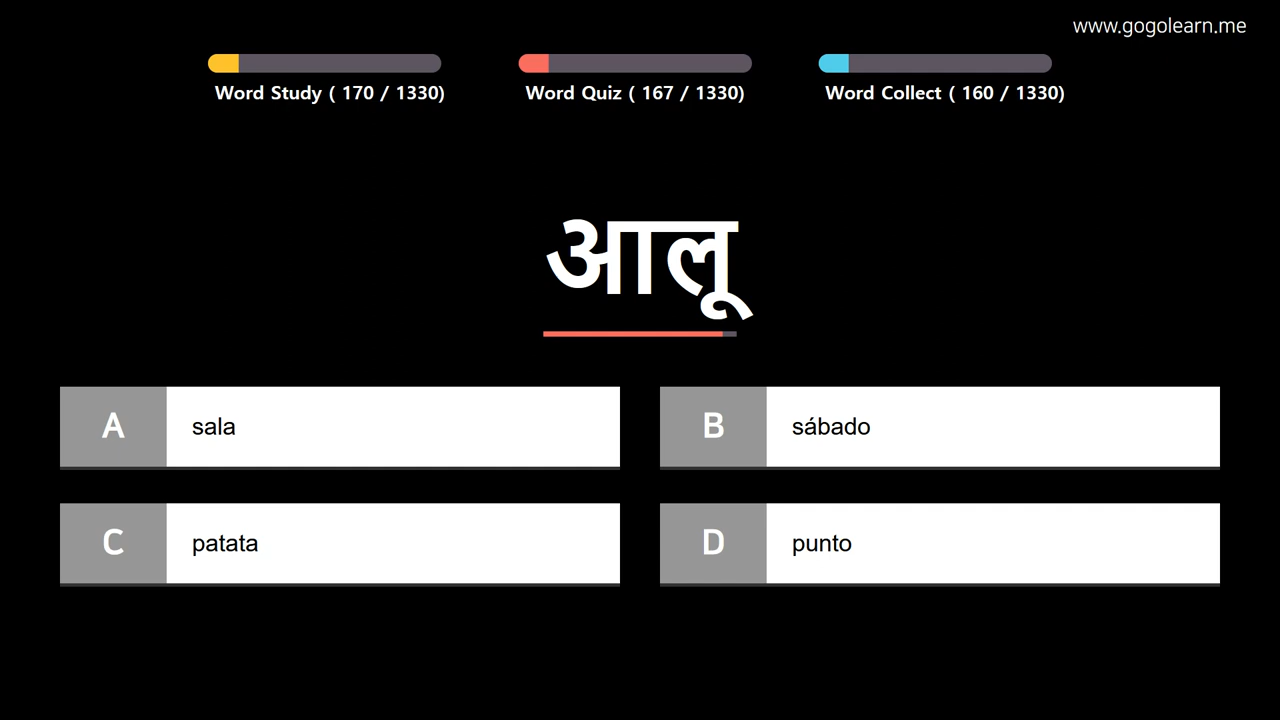 www.gogolearn.me
Word Study ( 170 / 1330)
Word Quiz ( 167 / 1330)
Word Collect ( 160 / 1330)
आलू
A sala
B sábado
C patata
D punto